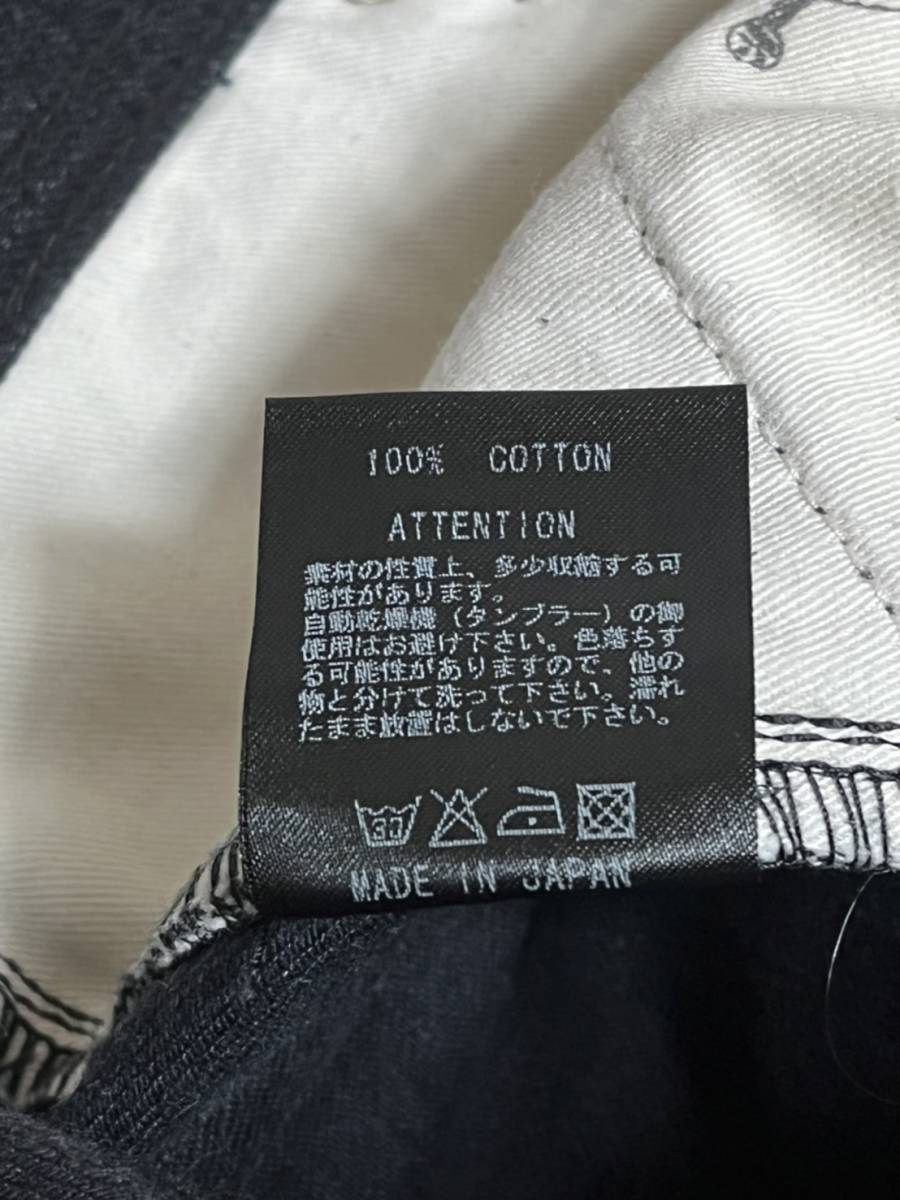 100% COTTON
ATTENTION
素材の性質上、多少収縮する可
能性があります。
自動乾燥機（タンブラー）の御
使用はお避け下さい。色落ちす
る可能性がありますので、他の
物と分けて洗って下さい。濡れ
たまま放置はしないで下さい。
30
MADE IN JAPAN